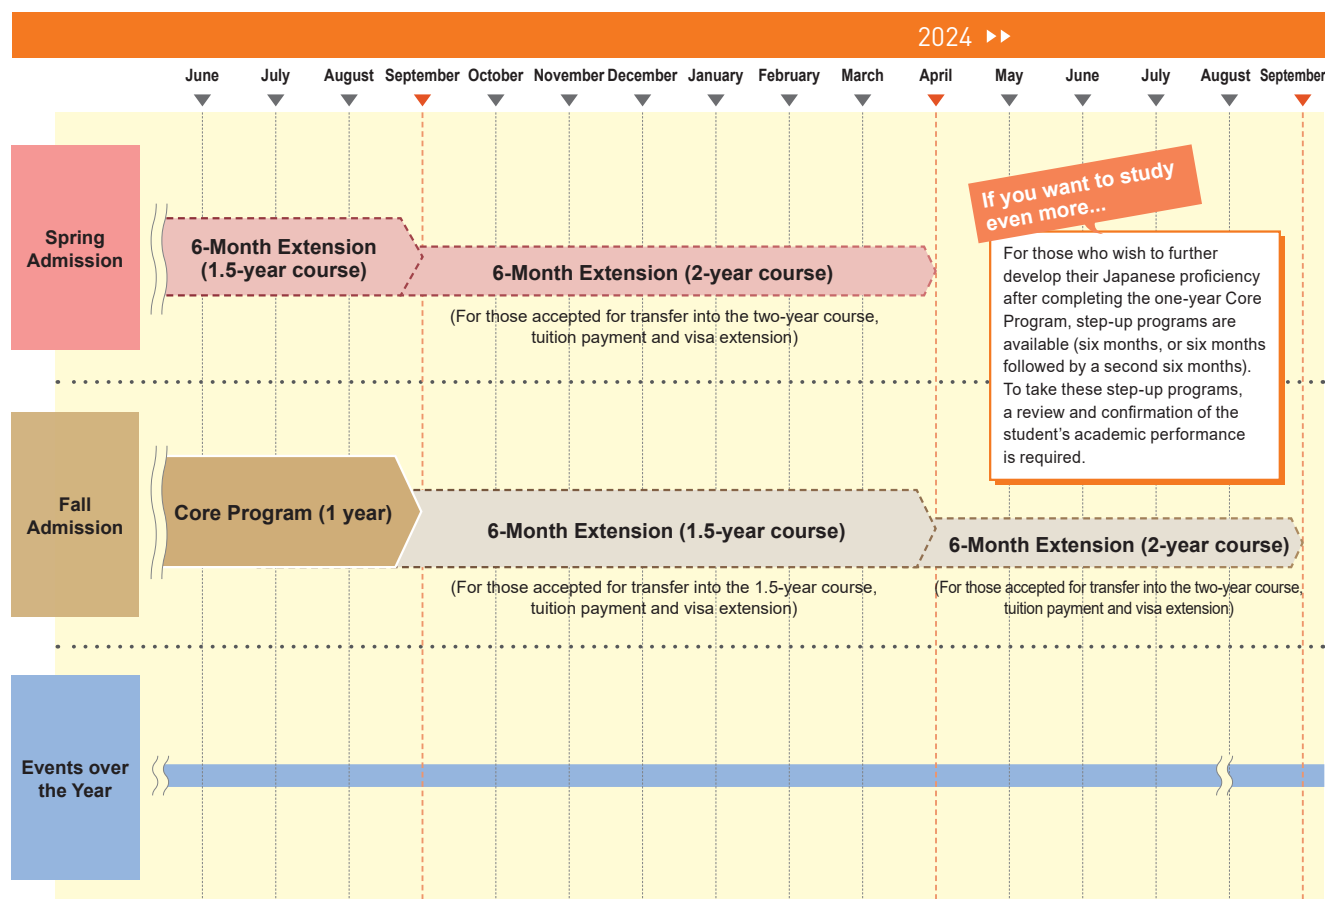 2024
June July August September October November December January February March April May June July August September
Spring
Admission
6-Month Extension
(1.5-year course)
6-Month Extension (2-year course)
(For those accepted for transfer into the two-year course,
tuition payment and visa extension)
If you want to study
even more...
For those who wish to further
develop their Japanese proficiency
after completing the one-year Core
Program, step-up programs are
available (six months, or six months
followed by a second six months).
To take these step-up programs,
a review and confirmation of the
student’s academic performance
is required.
Fall
Admission
Core Program (1 year)
6-Month Extension (1.5-year course)
(For those accepted for transfer into the 1.5-year course,
tuition payment and visa extension)
6-Month Extension (2-year course)
(For those accepted for transfer into the two-year course,
tuition payment and visa extension)
Events over
the Year